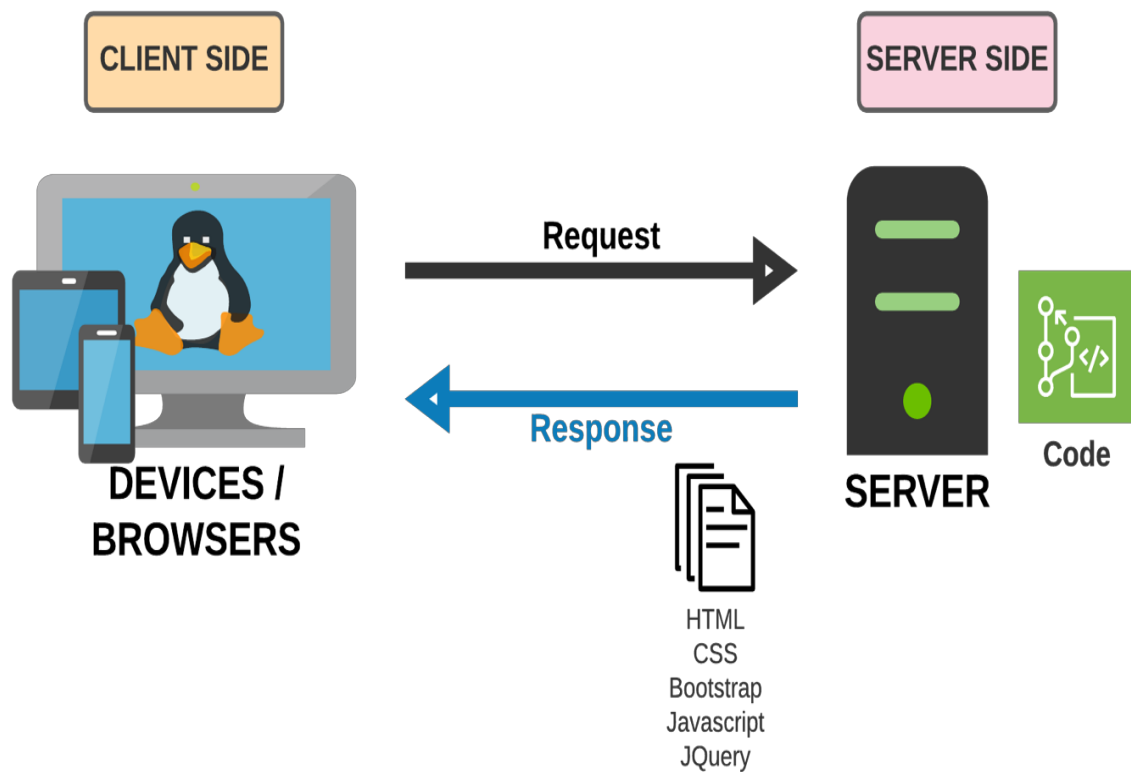 CLIENT SIDE
SERVER SIDE
Request
Response
DEVICES /
BROWSERS
SERVER
</>
Code
HTML
CSS
Bootstrap
Javascript
JQuery